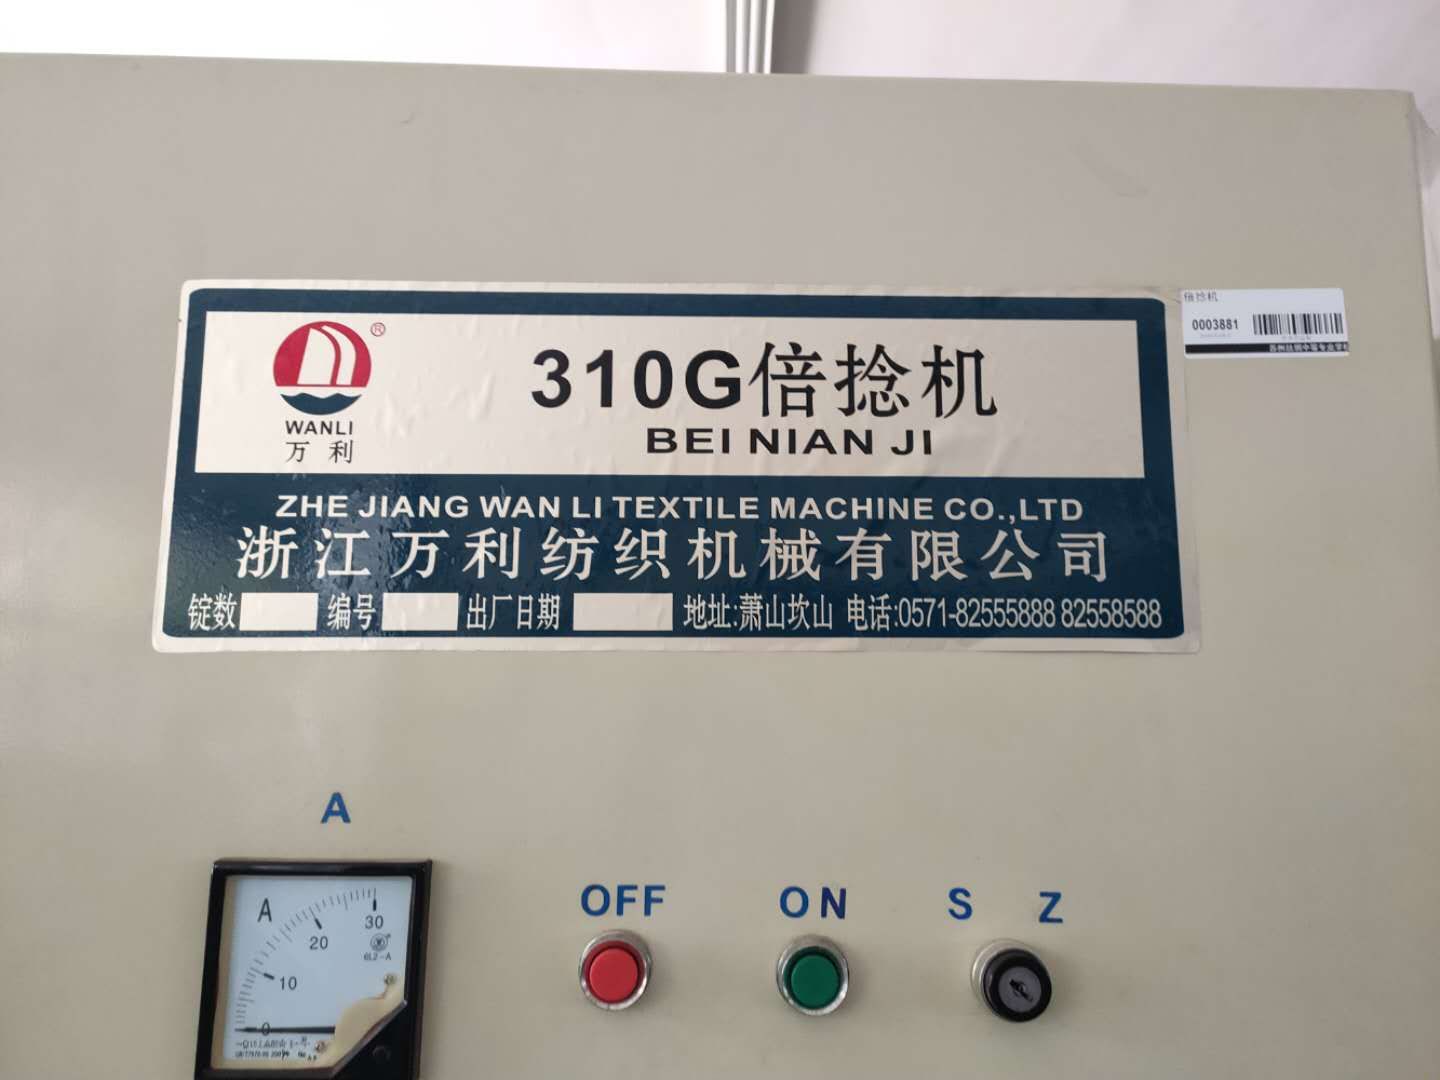 ®
WANLI
万利
310G倍捻机
BEI NIAN JI
ZHE JIANG WAN LI TEXTILE MACHINE CO.,LTD
浙江万利纺织机械有限公司
锭数 编号 出厂日期 地址:萧山坎山 电话:0571-82555888 82558588
倍捻机
0003881
A
A
30
20
10
0
6L2-A
OFF
ON
S Z